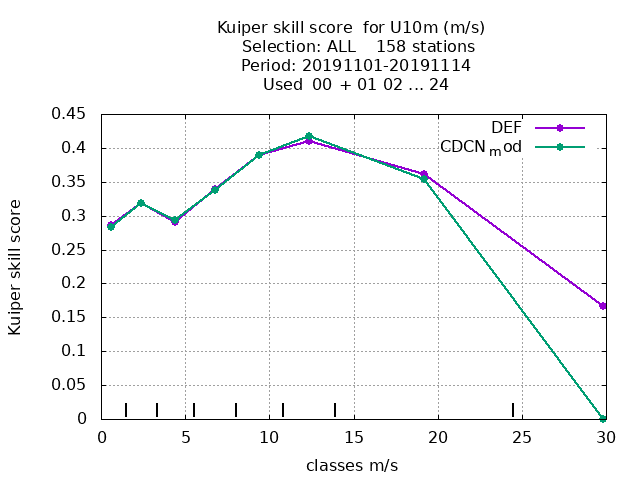 Kuiper skill score  for U10m (m/s)
Selection: ALL    158 stations
Period: 20191101-20191114
Used  00  + 01 02 ... 24
0.45
0.4
0.35
0.3
0.25
0.2
0.15
0.1
0.05
0
Kuiper skill score
DEF
CDCNmod
0 5 10 15 20 25 30
classes m/s